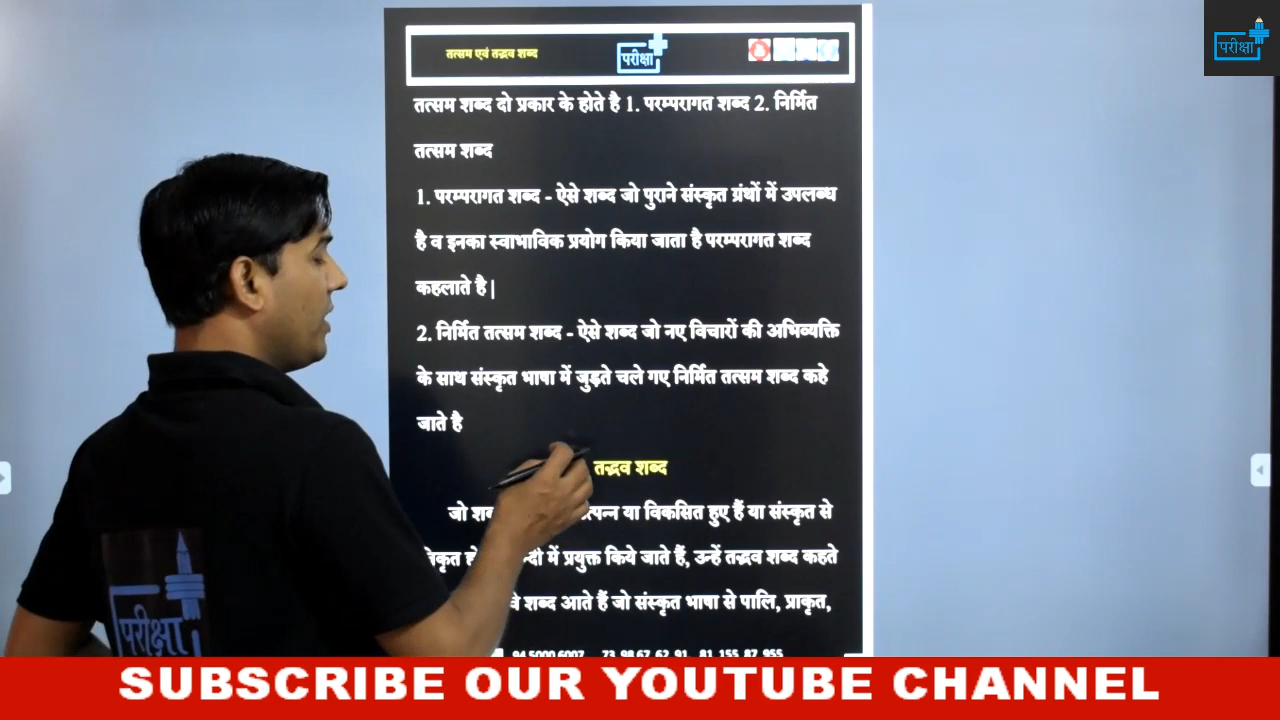 तत्सम एवं तद्भव शब्द
परीक्षा
परीक्षा
तत्सम शब्द दो प्रकार के होते है 1. परम्परागत शब्द 2. निर्मित
तत्सम शब्द
1. परम्परागत शब्द - ऐसे शब्द जो पुराने संस्कृत ग्रंथों में उपलब्ध
है व इनका स्वाभाविक प्रयोग किया जाता है परम्परागत शब्द
कहलाते है |
2. निर्मित तत्सम शब्द - ऐसे शब्द जो नए विचारों की अभिव्यक्ति
के साथ संस्कृत भाषा में जुड़ते चले गए निर्मित तत्सम शब्द कहे
जाते है
तद्भव शब्द
जो या विकसित हुए हैं या संस्कृत से
में प्रयुक्त किये जाते हैं, उन्हें तद्भव शब्द कहते
शब्द आते हैं जो संस्कृत भाषा से पालि, प्राकृत,
परीक्षा
SUBSCRIBE OUR YOUTUBE CHANNEL